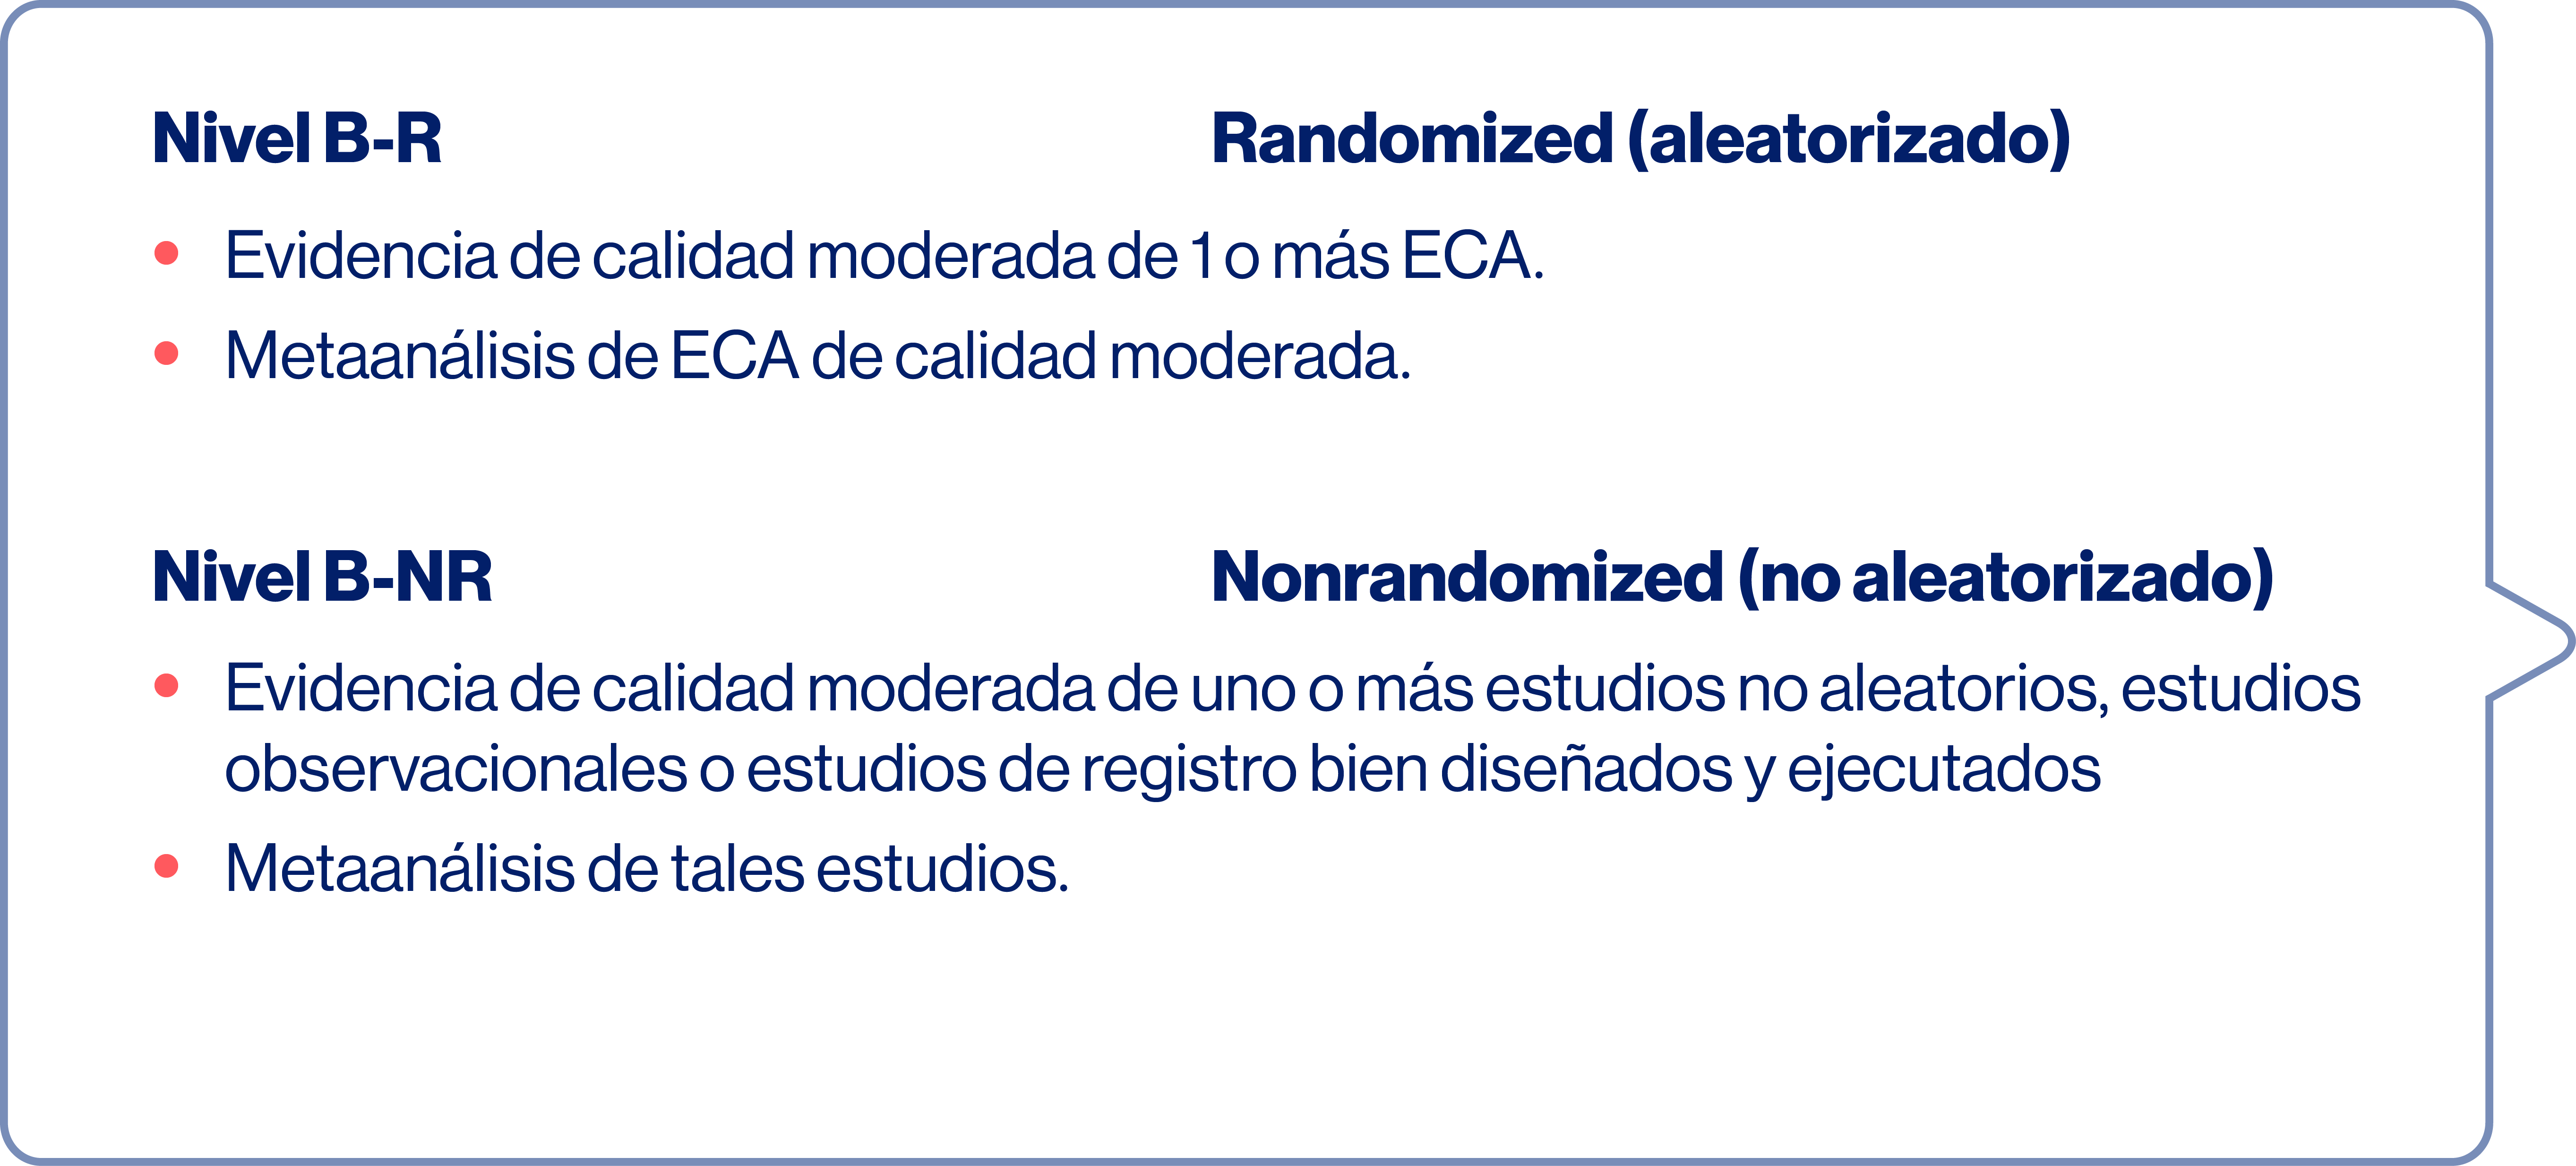 Nivel B-R Randomized (aleatorizado)
• Evidencia de calidad moderada de 1 o más ECA.
• Metaanálisis de ECA de calidad moderada.
Nivel B-NR Nonrandomized (no aleatorizado)
• Evidencia de calidad moderada de uno o más estudios no aleatorios, estudios
observacionales o estudios de registro bien diseñados y ejecutados
• Metaanálisis de tales estudios.